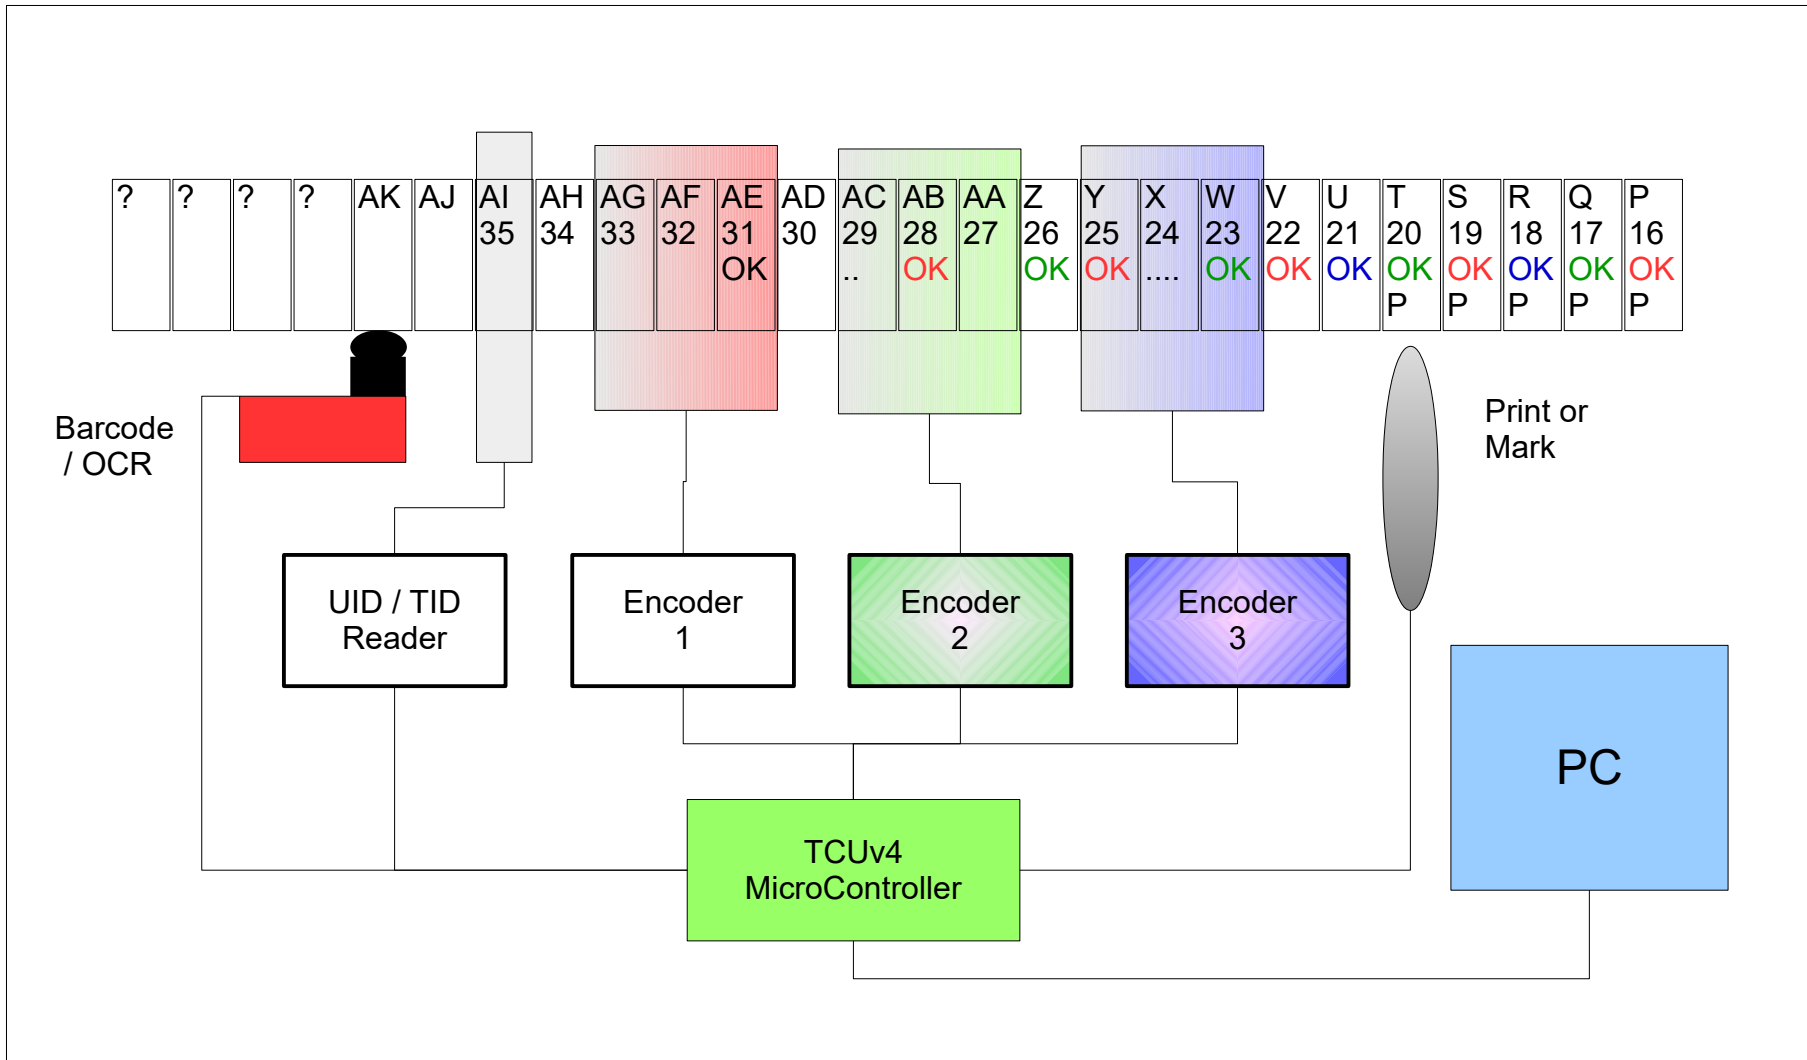 ? ? ? ? AK AJ AI AH AG AF AE AD AC AB AA Z Y X W V U T S R Q P
35 34 33 32 31 30 29 28 27 26 25 24 23 22 21 20 19 18 17 16
OK .. OK OK OK .... OK OK OK OK OK OK OK OK
P P P P P
Barcode
/ OCR
Print or
Mark
UID / TID
Reader
Encoder
1
Encoder
2
Encoder
3
PC
TCUv4
MicroController